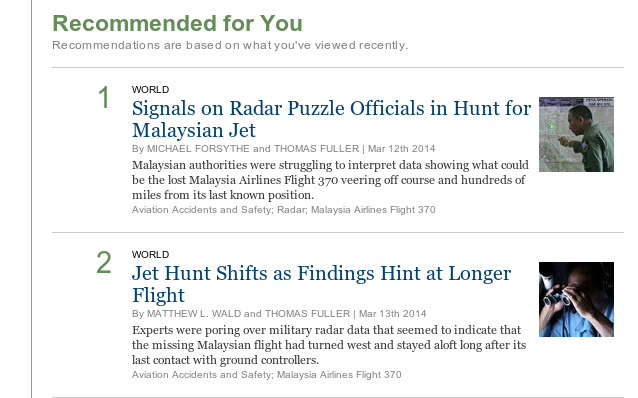 Recommended for You
Recommendations are based on what you've viewed recently.
1
WORLD
Signals on Radar Puzzle Officials in Hunt for
Malaysian Jet
By MICHAEL FORSYTHE and THOMAS FULLER | Mar 12th 2014
Malaysian authorities were struggling to interpret data showing what could
be the lost Malaysia Airlines Flight 370 veering off course and hundreds of
miles from its last known position.
Aviation Accidents and Safety; Radar; Malaysia Airlines Flight 370
2
WORLD
Jet Hunt Shifts as Findings Hint at Longer
Flight
By MATTHEW L. WALD and THOMAS FULLER | Mar 13th 2014
Experts were poring over military radar data that seemed to indicate that
the missing Malaysian flight had turned west and stayed aloft long after its
last contact with ground controllers.
Aviation Accidents and Safety; Malaysia Airlines Flight 370